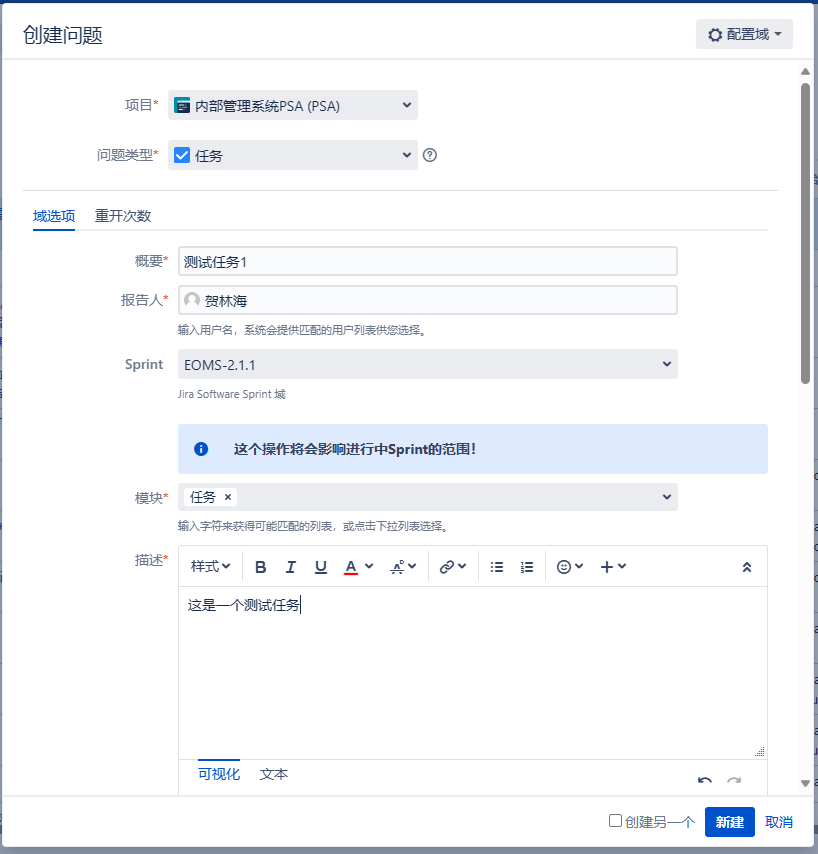 创建问题
配置域
项目* 内部管理系统PSA (PSA)
问题类型* 任务
域选项 重开次数
概要* 测试任务1
报告人* 贺林海
输入用户名，系统会提供匹配的用户列表供您选择。
Sprint EOMS-2.1.1
Jira Software Sprint 域
这个操作将会影响进行中Sprint的范围！
模块* 任务 ×
输入字符来获得可能匹配的列表，或点击下拉列表选择。
描述* 样式 B I U A
这是一个测试任务
可视化 文本
创建另一个 新建 取消